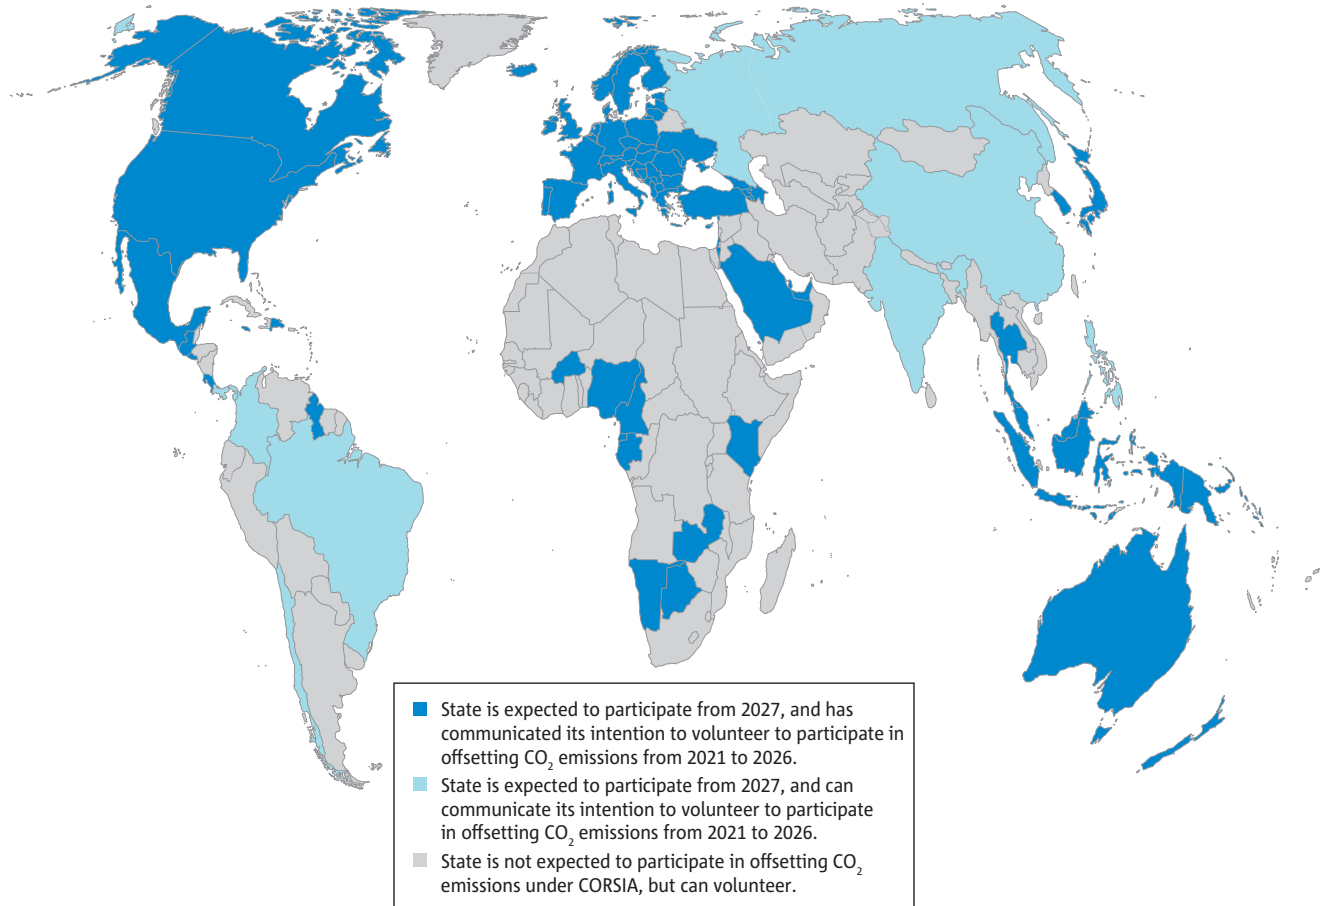 State is expected to participate from 2027, and has
communicated its intention to volunteer to participate in
offsetting CO₂ emissions from 2021 to 2026.
State is expected to participate from 2027, and can
communicate its intention to volunteer to participate
in offsetting CO₂ emissions from 2021 to 2026.
State is not expected to participate in offsetting CO₂
emissions under CORSIA, but can volunteer.